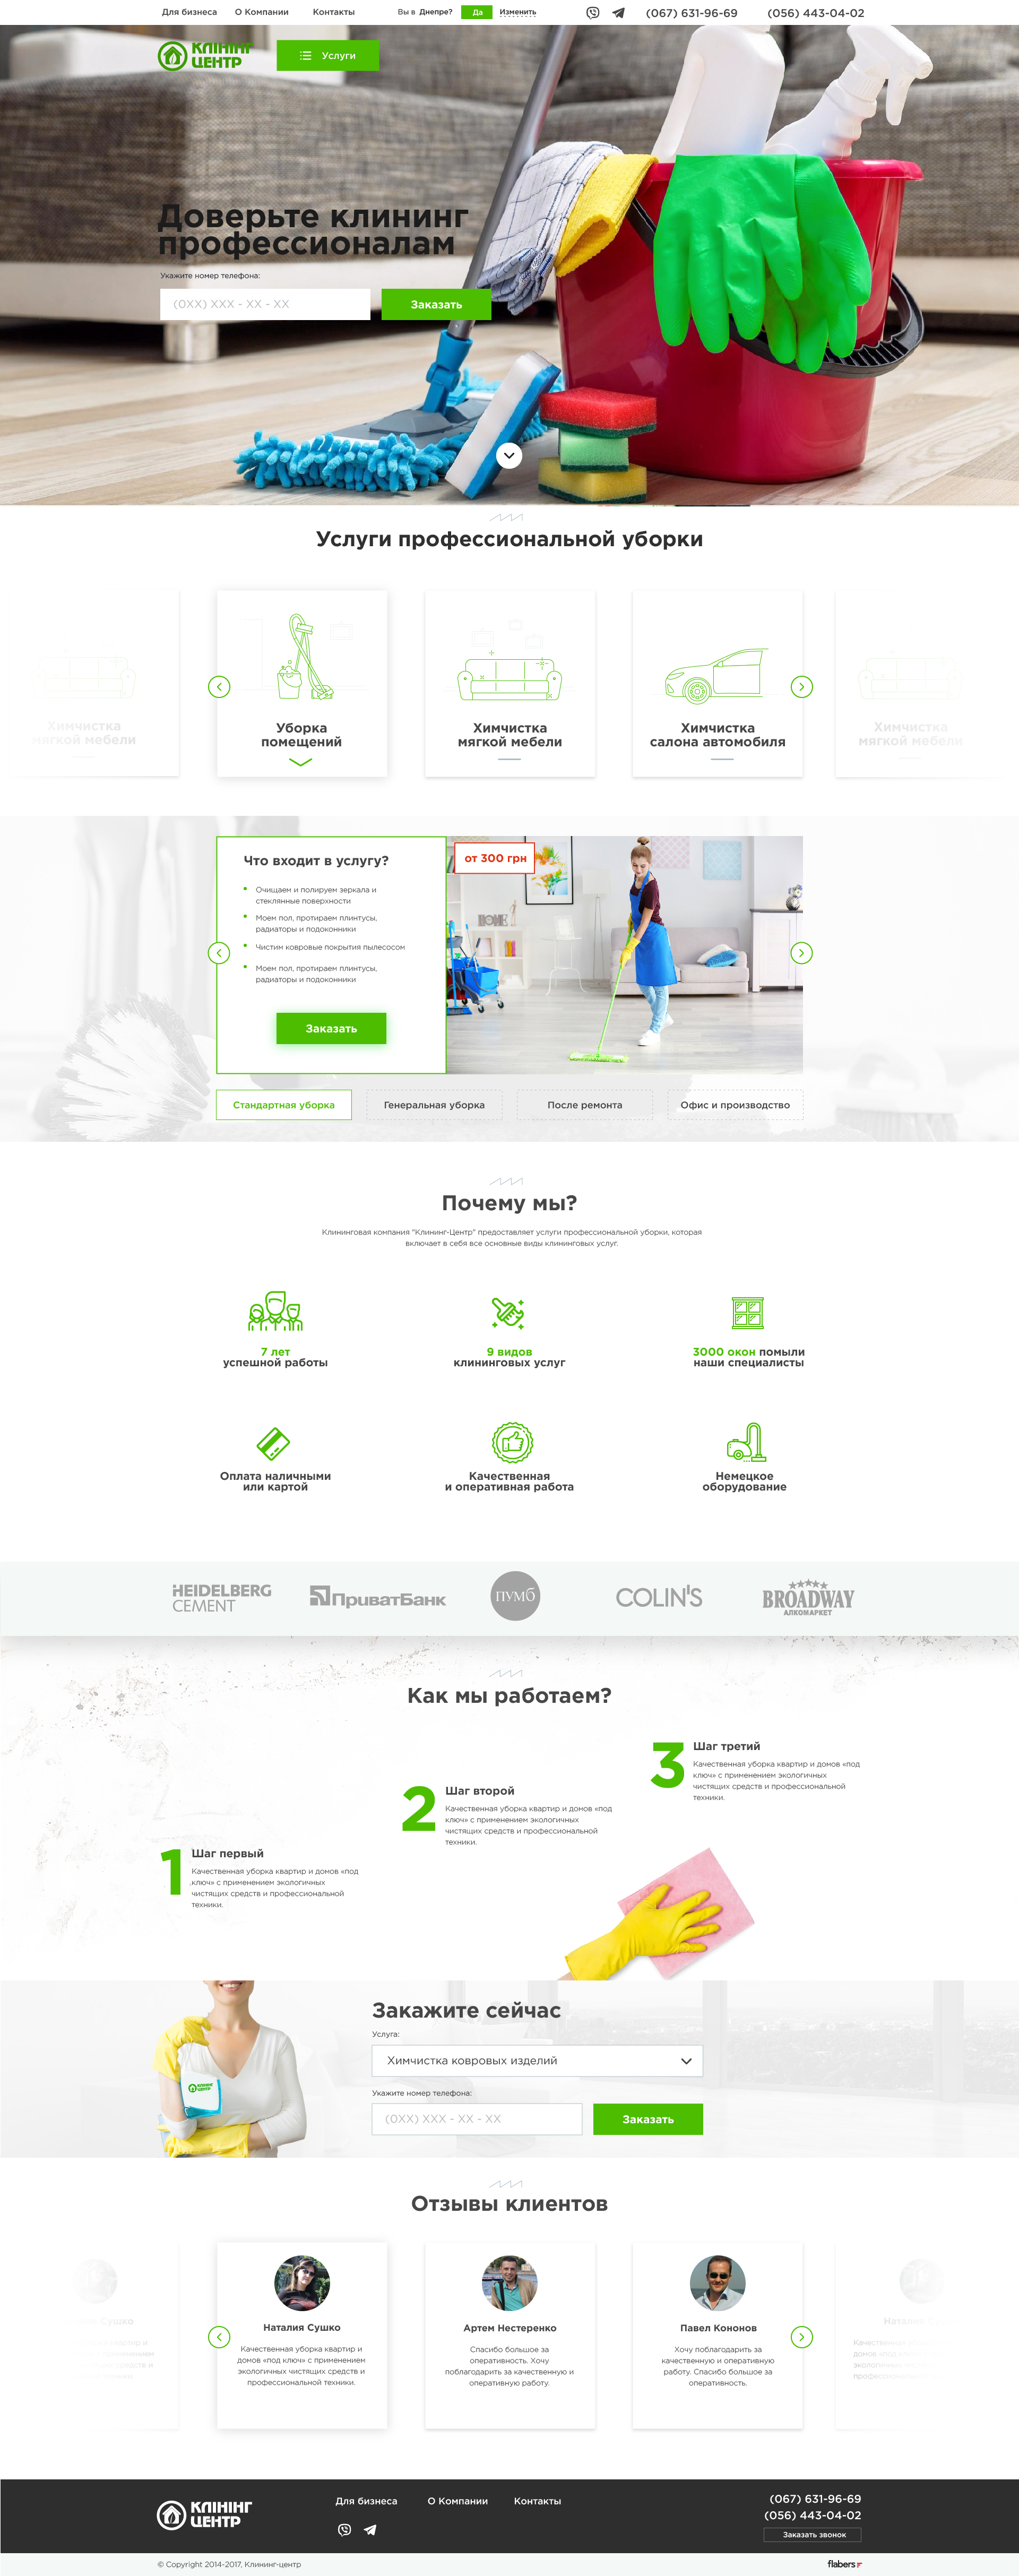 Для бизнеса О Компании Контакты Вы в Днепре? Да Изменить (067) 631-96-69 (056) 443-04-02
КЛІНІНГ
ЦЕНТР
Услуги
Доверьте клининг
профессионалам
Укажите номер телефона:
(0XX) XXX - XX - XX
Заказать
Услуги профессиональной уборки
Химчистка
мягкой мебели
Уборка
помещений
Химчистка
мягкой мебели
Химчистка
салона автомобиля
Химчистка
мягкой мебели
Что входит в услугу?
Очищаем и полируем зеркала и
стеклянные поверхности
Моем пол, протираем плинтусы,
радиаторы и подоконники
Чистим ковровые покрытия пылесосом
Моем пол, протираем плинтусы,
радиаторы и подоконники
Заказать
от 300 грн
HOME
Стандартная уборка
Генеральная уборка
После ремонта
Офис и производство
Почему мы?
Клининговая компания "Клининг-Центр" предоставляет услуги профессиональной уборки, которая
включает в себя все основные виды клининговых услуг.
7 лет
успешной работы
9 видов
клининговых услуг
3000 окон помыли
наши специалисты
Оплата наличными
или картой
Качественная
и оперативная работа
Немецкое
оборудование
HEIDELBERG
CEMENT
ПриватБанк
ПУМб
COLIN'S
BROADWAY
АЛКОМАРКЕТ
Как мы работаем?
1
Шаг первый
Качественная уборка квартир и домов «под
ключ» с применением экологичных
чистящих средств и профессиональной
техники.
2
Шаг второй
Качественная уборка квартир и домов «под
ключ» с применением экологичных
чистящих средств и профессиональной
техники.
3
Шаг третий
Качественная уборка квартир и домов «под
ключ» с применением экологичных
чистящих средств и профессиональной
техники.
КЛІНІНГ
ЦЕНТР
Закажите сейчас
Услуга:
Химчистка ковровых изделий
Укажите номер телефона:
(0XX) XXX - XX - XX
Заказать
Отзывы клиентов
Сушко
Наталия Сушко
Качественная уборка квартир и
домов «под ключ» с применением
экологичных чистящих средств и
профессиональной техники.
Артем Нестеренко
Спасибо большое за
оперативность. Хочу
поблагодарить за качественную и
оперативную работу.
Павел Кононов
Хочу поблагодарить за
качественную и оперативную
работу. Спасибо большое за
оперативность.
КЛІНІНГ
ЦЕНТР
Для бизнеса О Компании Контакты
(067) 631-96-69
(056) 443-04-02
Заказать звонок
© Copyright 2014-2017, Клининг-центр
flabers